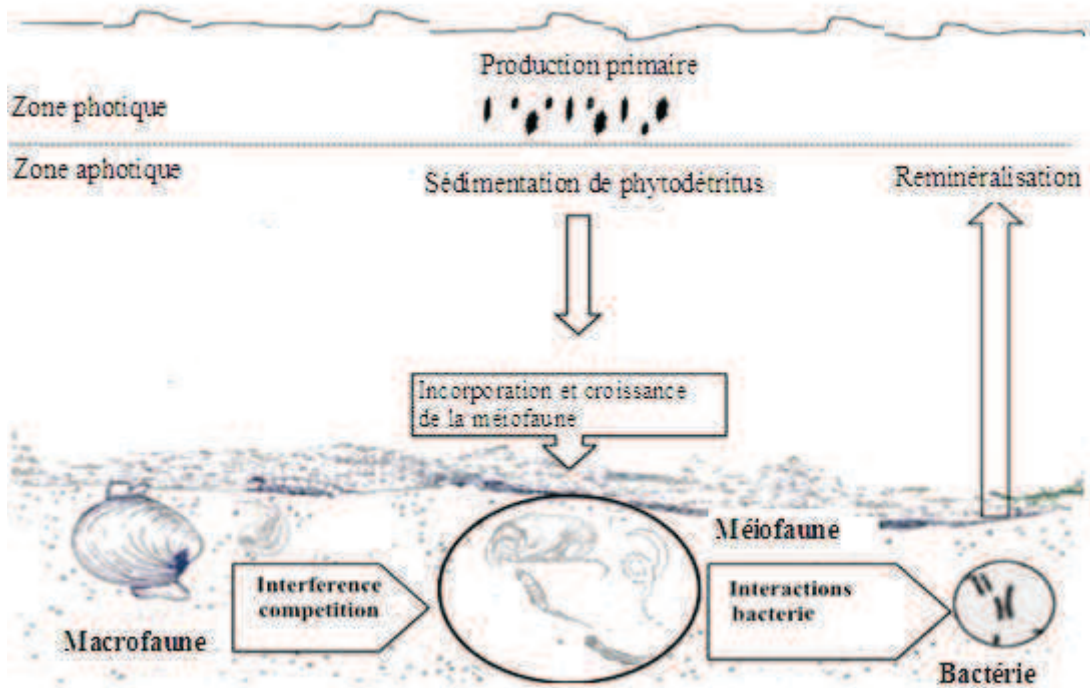 Production primaire
Zone photique
Zone aphotique
Sédimentation de phytodétritus
Reminéralisation
Incorporation et croissance
de la méiofaune
Méiofaune
Interference
competition
Interactions
bacterie
Macrofaune
Bactérie